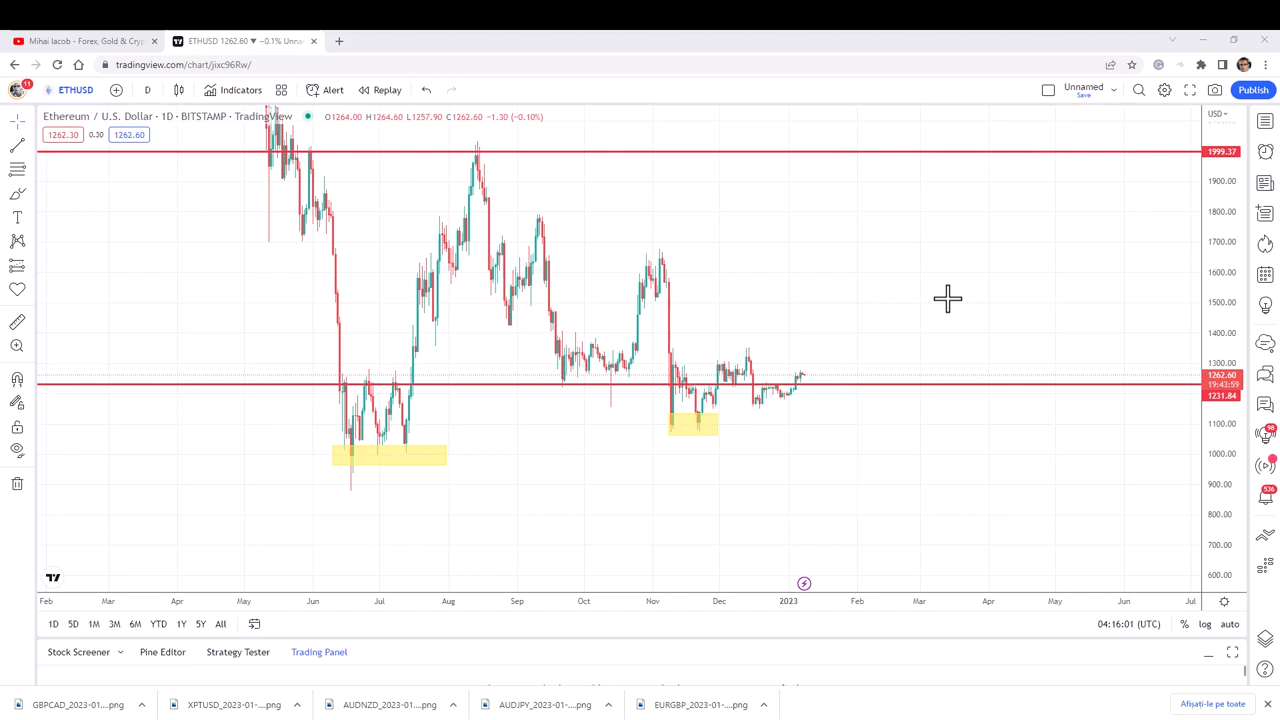 Mihai Iacob - Forex, Gold & Cryp
ETHUSD 1262.60 ▼ −0.1% Unna
tradingview.com/chart/jixc96Rw/
11
ETHUSD
D
Indicators
Alert
Replay
Unnamed
Save
Publish
Ethereum / U.S. Dollar · 1D · BITSTAMP · TradingView
O1264.00 H1264.60 L1257.90 C1262.60 −1.30 (−0.10%)
USD
1262.30
0.30
1262.60
1999.37
1900.00
1800.00
1700.00
1600.00
1500.00
1400.00
1300.00
1262.60
19:43:59
1231.84
1100.00
1000.00
900.00
800.00
700.00
600.00
98
536
Feb
Mar
Apr
May
Jun
Jul
Aug
Sep
Oct
Nov
Dec
2023
Feb
Mar
Apr
May
Jun
Jul
1D
5D
1M
3M
6M
YTD
1Y
5Y
All
04:16:01 (UTC)
%
log
auto
Stock Screener
Pine Editor
Strategy Tester
Trading Panel
GBPCAD_2023-01....png
XPTUSD_2023-01-....png
AUDNZD_2023-01....png
AUDJPY_2023-01-....png
EURGBP_2023-01-....png
Afișați-le pe toate